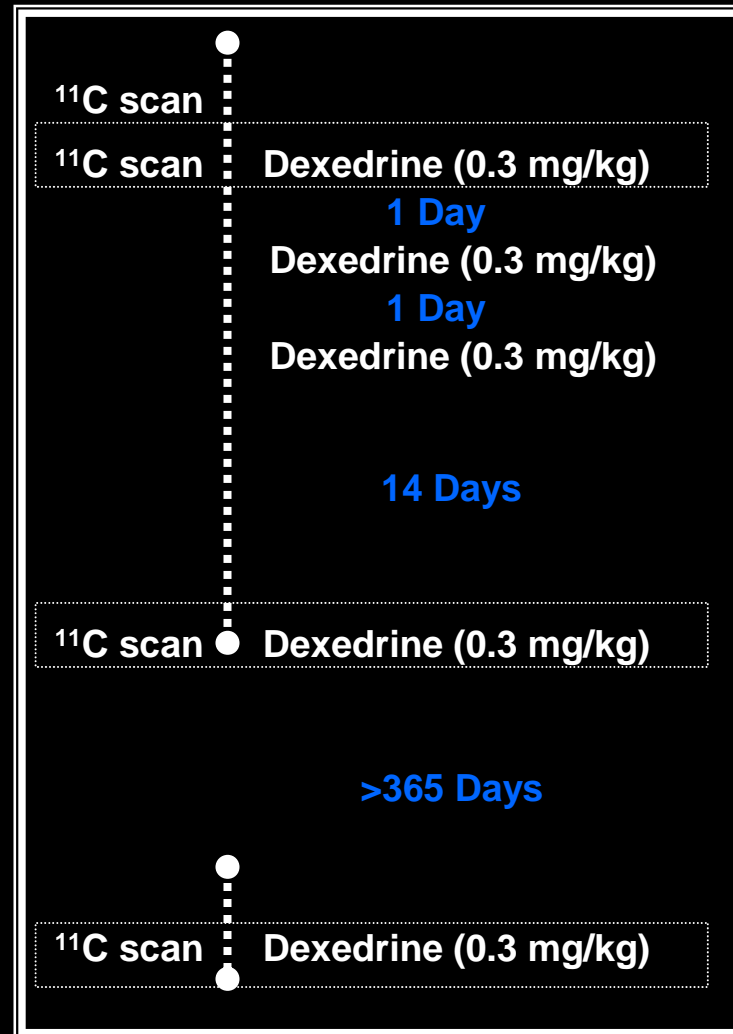 ¹¹C scan
¹¹C scan Dexedrine (0.3 mg/kg)
1 Day
Dexedrine (0.3 mg/kg)
1 Day
Dexedrine (0.3 mg/kg)
14 Days
¹¹C scan Dexedrine (0.3 mg/kg)
>365 Days
¹¹C scan Dexedrine (0.3 mg/kg)